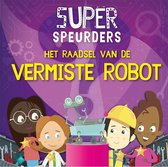 SUPER
SPEURDERS
HET RAADSEL VAN DE
VERMISTE ROBOT